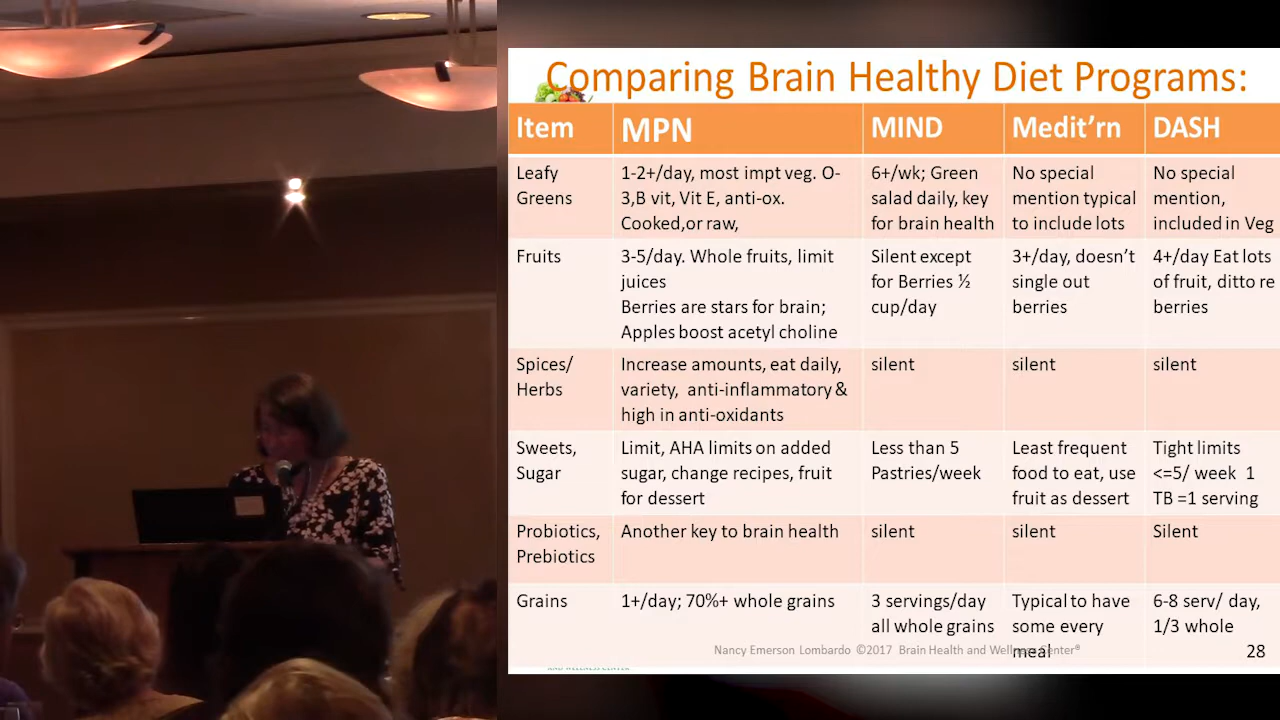 Comparing Brain Healthy Diet Programs:
Item MPN MIND Medit'rn DASH
Leafy Greens
1-2+/day, most impt veg. O-
3,B vit, Vit E, anti-ox.
Cooked,or raw,
6+/wk; Green
salad daily, key
for brain health
No special
mention typical
to include lots
No special
mention,
included in Veg
Fruits
3-5/day. Whole fruits, limit
juices
Berries are stars for brain;
Apples boost acetyl choline
Silent except
for Berries ½
cup/day
3+/day, doesn't
single out
berries
4+/day Eat lots
of fruit, ditto re
berries
Spices/
Herbs
Increase amounts, eat daily,
variety, anti-inflammatory &
high in anti-oxidants
silent
silent
silent
Sweets,
Sugar
Limit, AHA limits on added
sugar, change recipes, fruit
for dessert
Less than 5
Pastries/week
Least frequent
food to eat, use
fruit as dessert
Tight limits
<=5/ week 1
TB =1 serving
Probiotics,
Prebiotics
Another key to brain health
silent
silent
Silent
Grains
1+/day; 70%+ whole grains
3 servings/day
all whole grains
Typical to have
some every
meal
6-8 serv/ day,
1/3 whole
Nancy Emerson Lombardo ©2017 Brain Health and Wellness Center®
28
AND WELLNESS CENTER